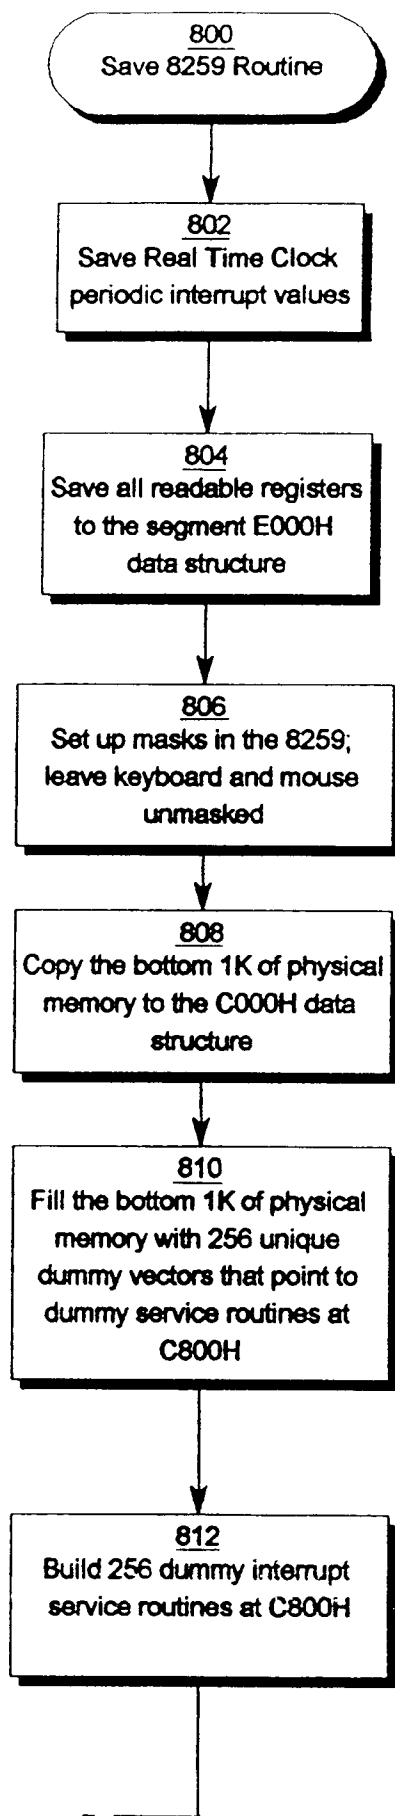 800
Save 8259 Routine
802
Save Real Time Clock
periodic interrupt values
804
Save all readable registers
to the segment E000H
data structure
806
Set up masks in the 8259;
leave keyboard and mouse
unmasked
808
Copy the bottom 1K of physical
memory to the C000H data
structure
810
Fill the bottom 1K of physical
memory with 256 unique
dummy vectors that point to
dummy service routines at
C800H
812
Build 256 dummy interrupt
service routines at C800H